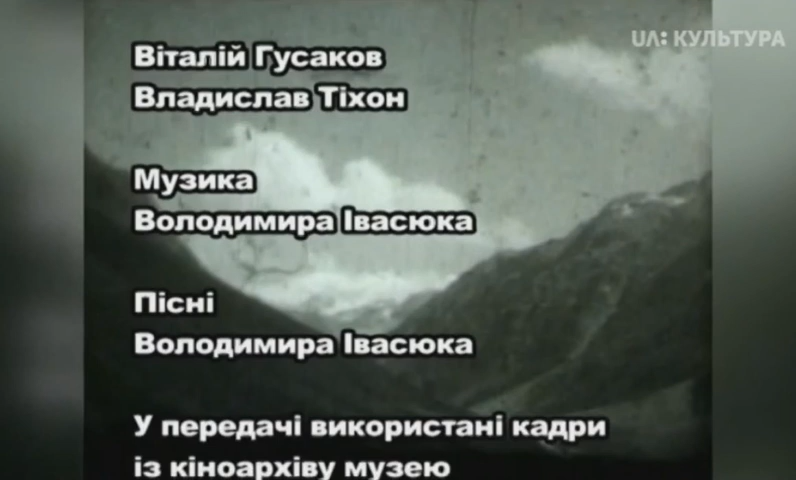 UA: КУЛЬТУРА
Віталій Гусаков
Владислав Тіхон
Музика
Володимира Івасюка
Пісні
Володимира Івасюка
У передачі використані кадри
із кіноархіву музею